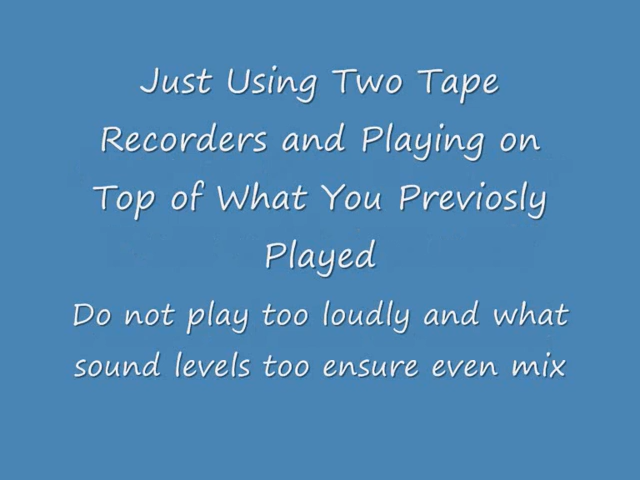 Just Using Two Tape
Recorders and Playing on
Top of What You Previosly
Played
Do not play too loudly and what
sound levels too ensure even mix